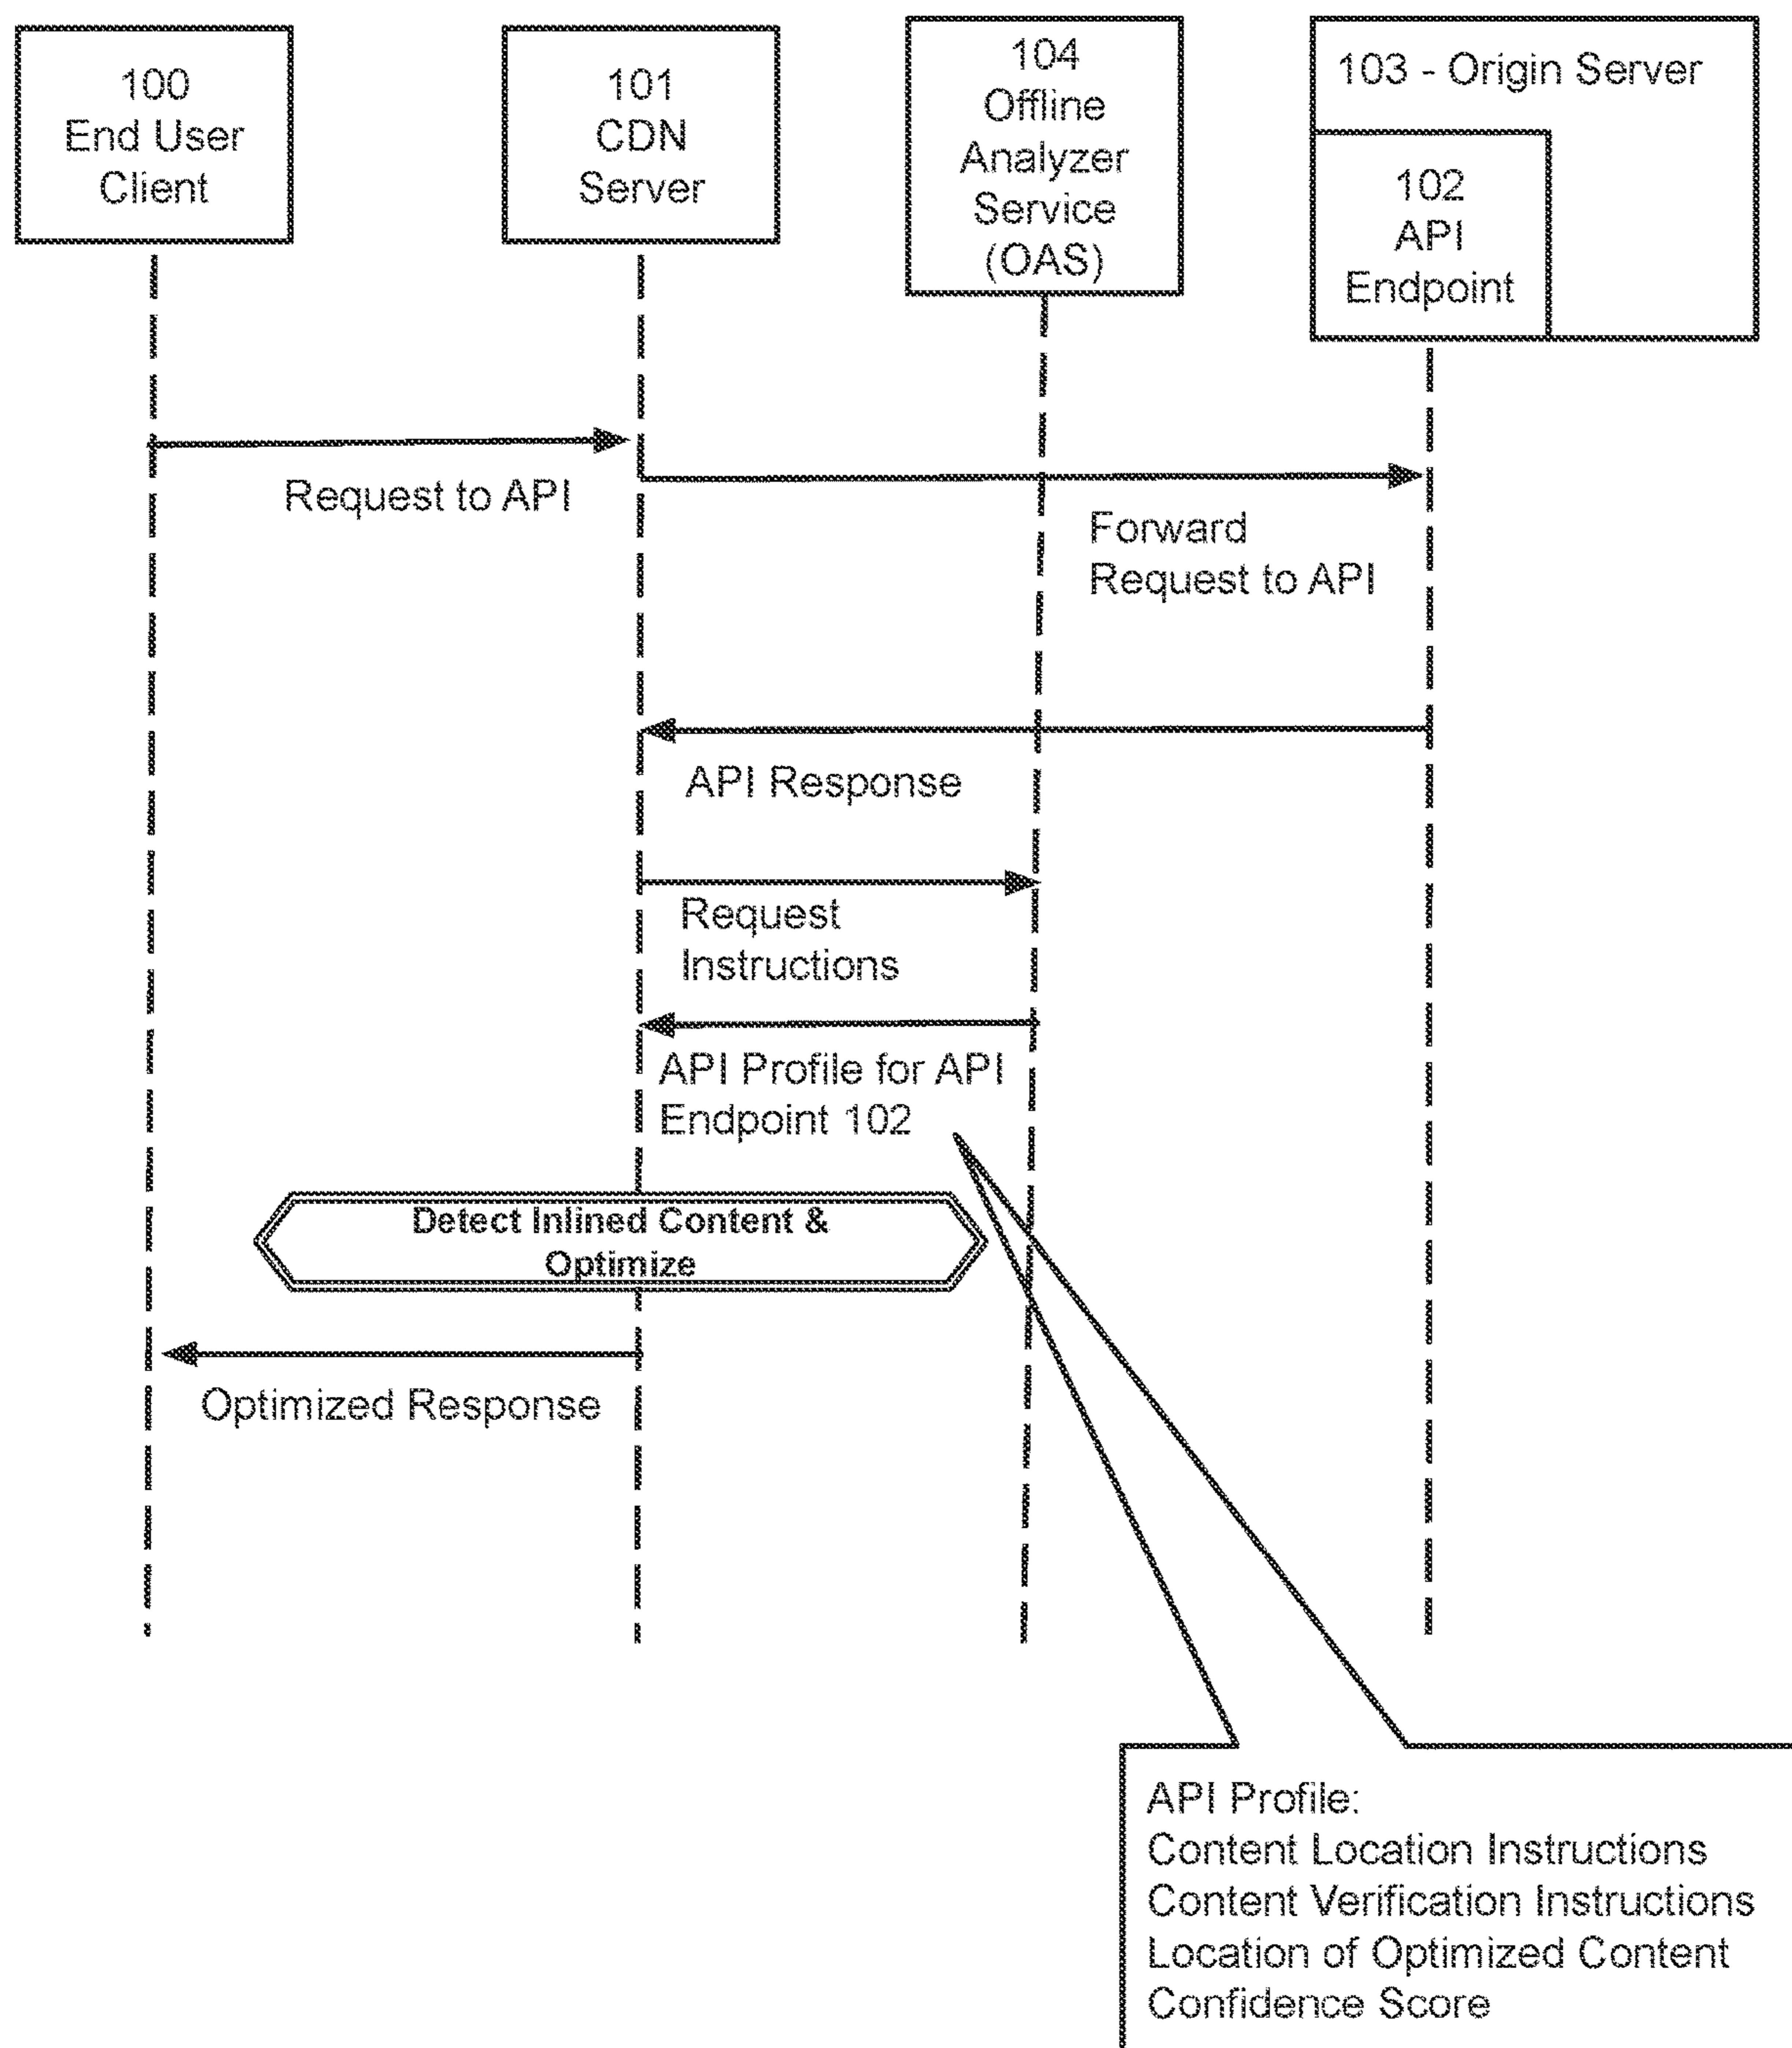 100
End User
Client
101
CDN
Server
104
Offline
Analyzer
Service
(OAS)
103 - Origin Server
102
API
Endpoint
Request to API
Forward
Request to API
API Response
Request
Instructions
API Profile for API
Endpoint 102
Detect Inlined Content &
Optimize
Optimized Response
API Profile:
Content Location Instructions
Content Verification Instructions
Location of Optimized Content
Confidence Score